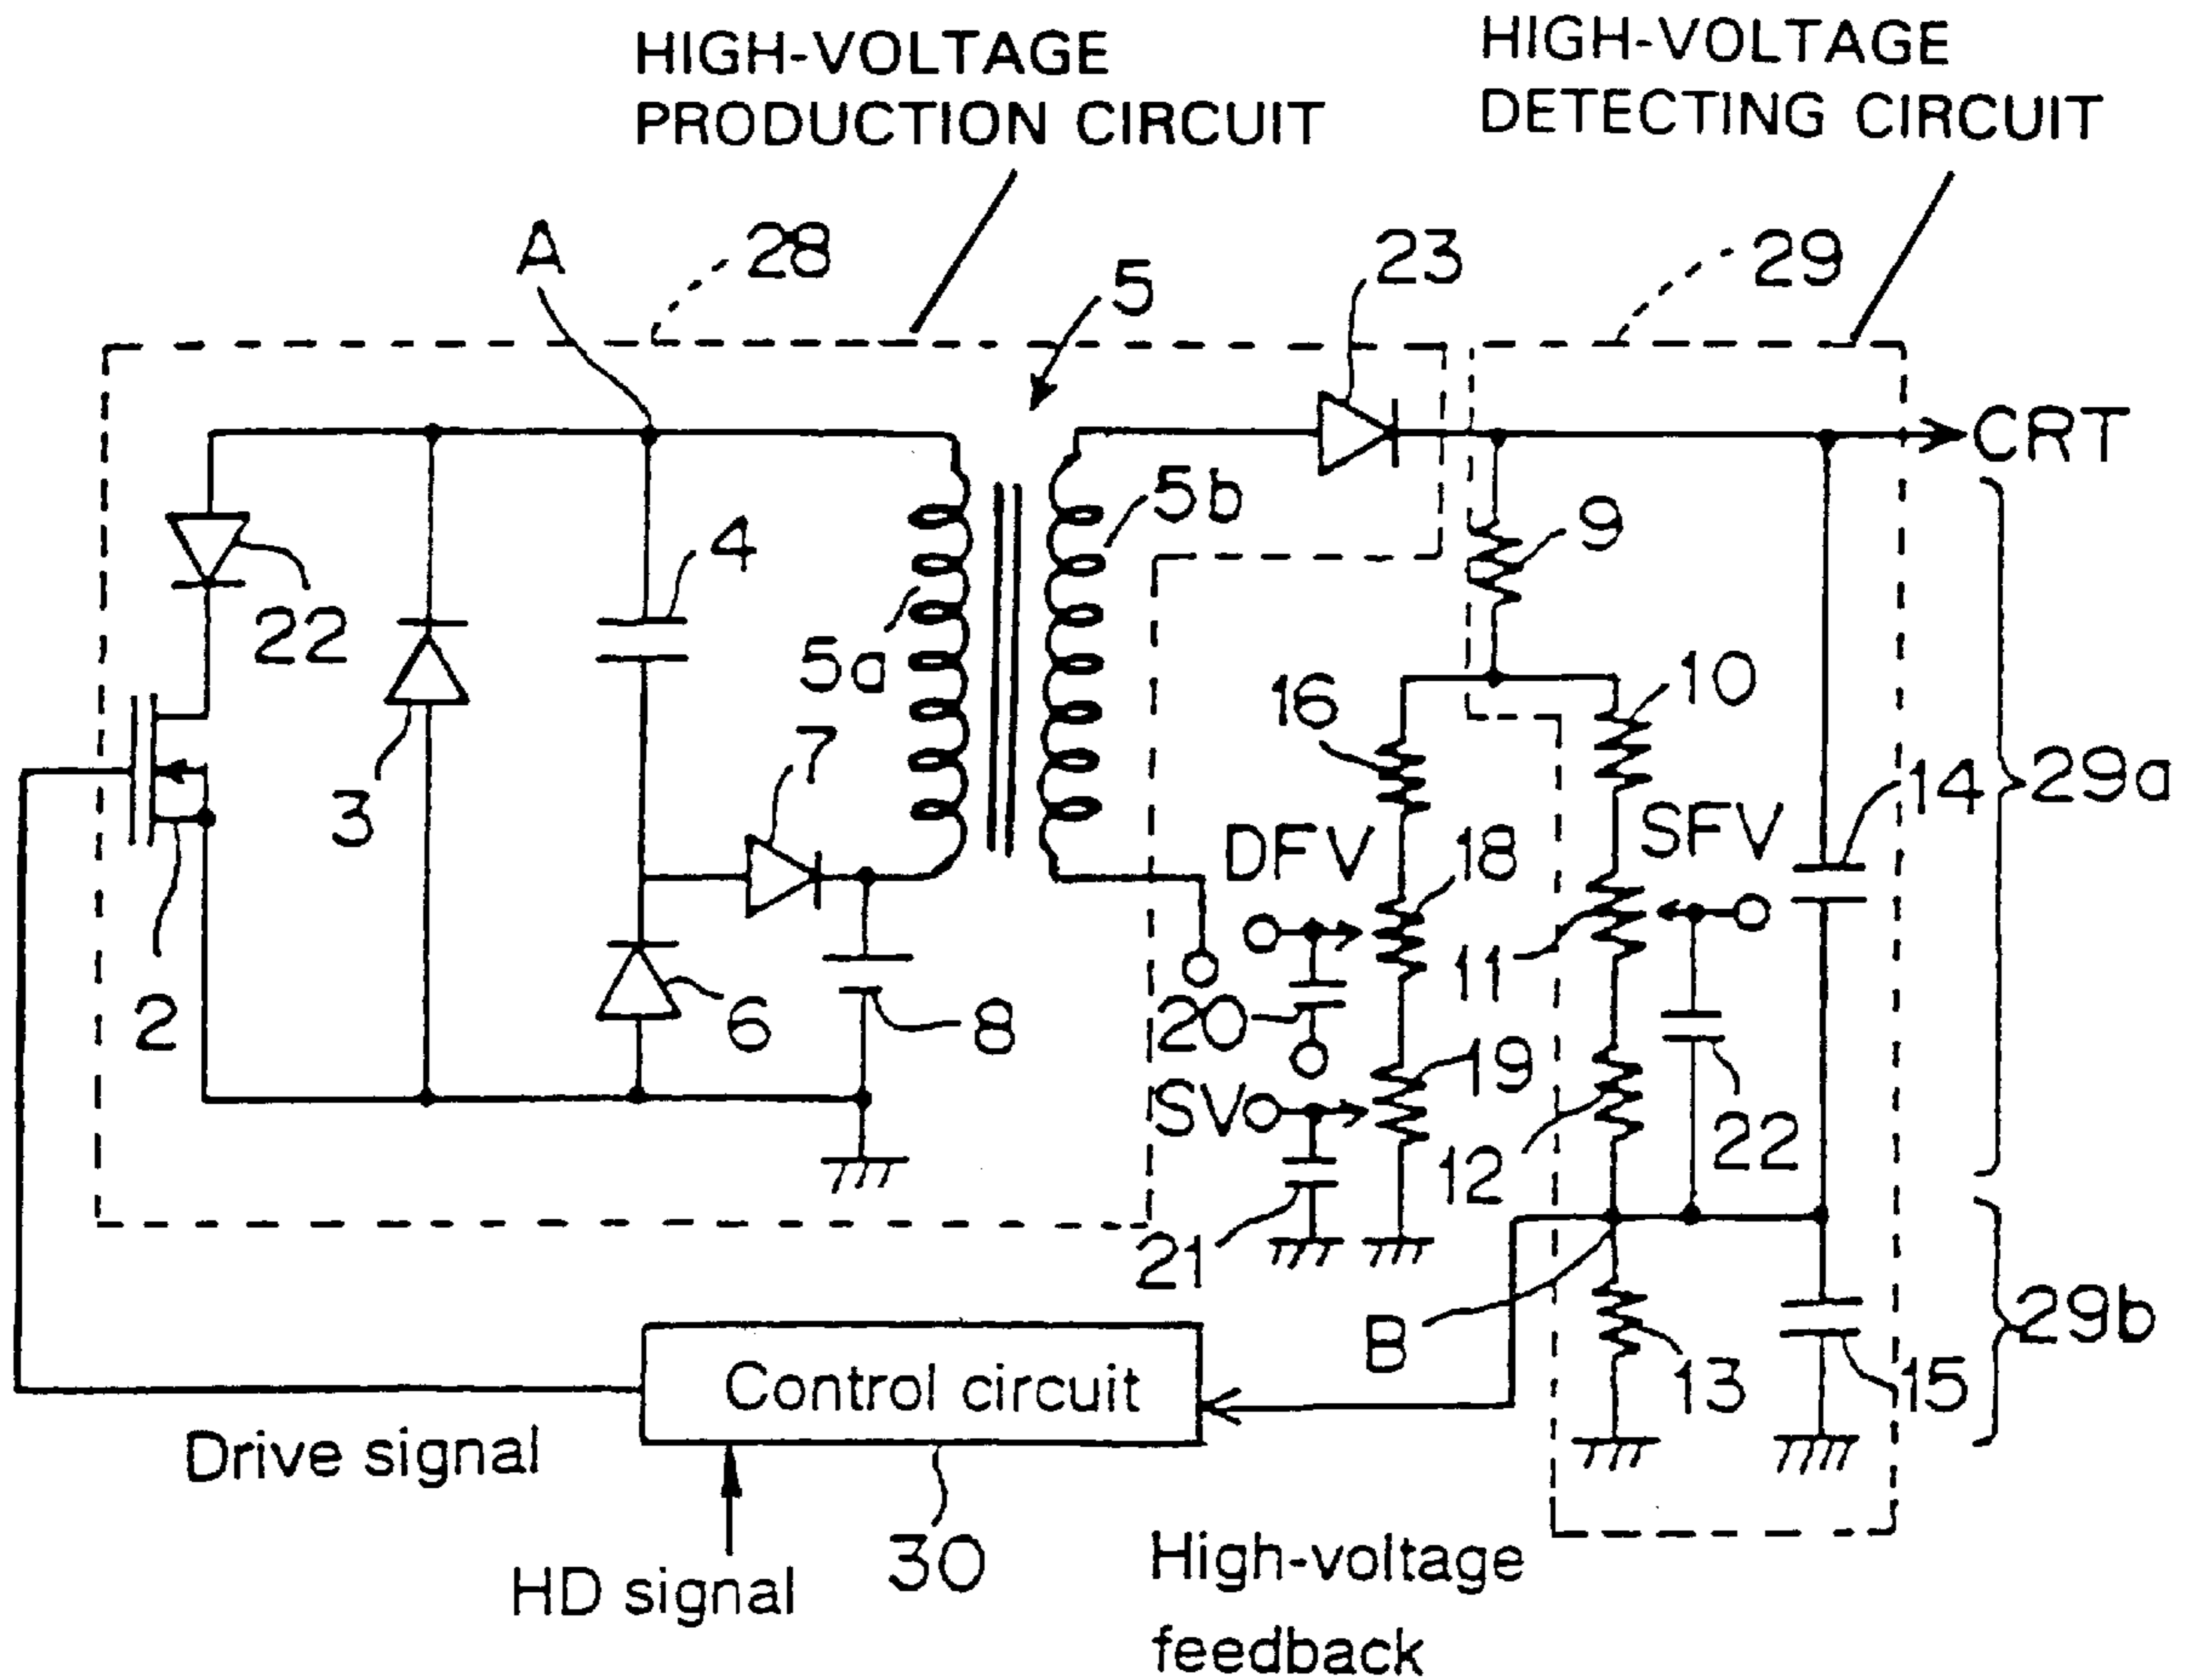 HIGH-VOLTAGE
PRODUCTION CIRCUIT
HIGH-VOLTAGE
DETECTING CIRCUIT
A
28
5
23
29
CRT
22
3
4
5a
5b
9
16
10
7
DFV
18
SFV
14
29a
2
6
8
20
11
SV
19
12
22
21
B
13
15
29b
Control circuit
Drive signal
HD signal
30
High-voltage
feedback